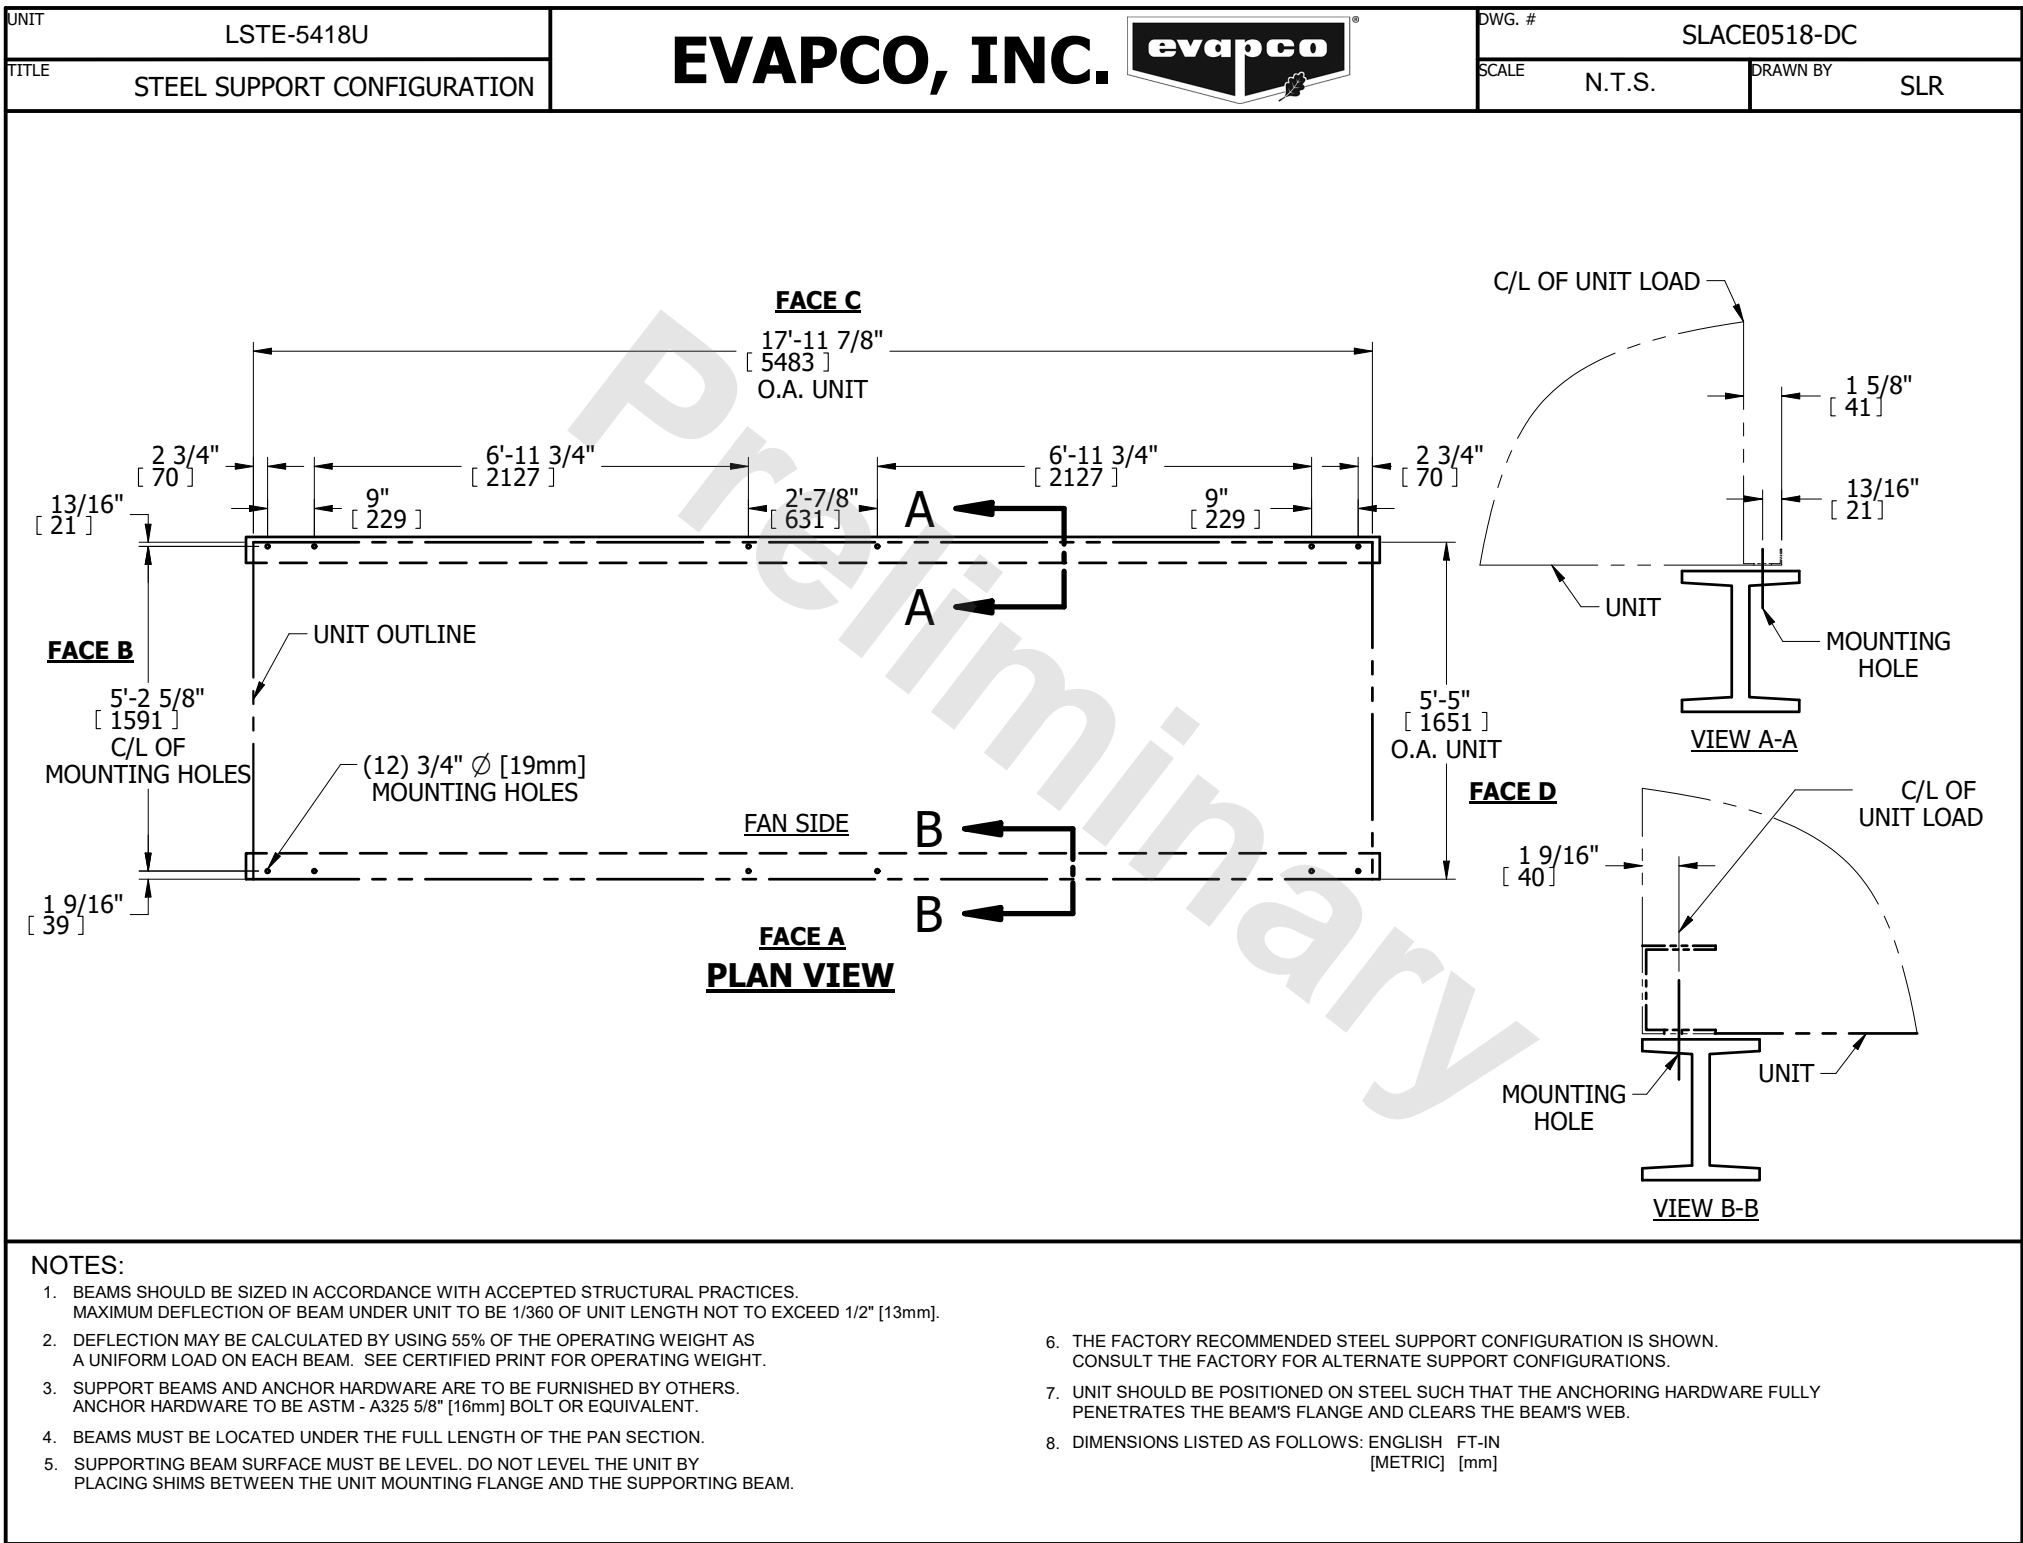 UNIT
LSTE-5418U
TITLE
STEEL SUPPORT CONFIGURATION
EVAPCO, INC.
evapco
®
DWG. #
SLACE0518-DC
SCALE
N.T.S.
DRAWN BY
SLR
FACE C
17'-11 7/8"
[ 5483 ]
O.A. UNIT
2 3/4"
[ 70 ]
6'-11 3/4"
[ 2127 ]
6'-11 3/4"
[ 2127 ]
2 3/4"
[ 70 ]
13/16"
[ 21 ]
9"
[ 229 ]
2'-7/8"
[ 631 ]
9"
[ 229 ]
A
A
FACE B
UNIT OUTLINE
5'-2 5/8"
[ 1591 ]
C/L OF
MOUNTING HOLES
(12) 3/4" ∅ [19mm]
MOUNTING HOLES
5'-5"
[ 1651 ]
O.A. UNIT
FACE D
FAN SIDE
B
B
1 9/16"
[ 39 ]
FACE A
PLAN VIEW
C/L OF UNIT LOAD
1 5/8"
[ 41 ]
13/16"
[ 21 ]
UNIT
MOUNTING
HOLE
VIEW A-A
C/L OF
UNIT LOAD
1 9/16"
[ 40 ]
UNIT
MOUNTING
HOLE
VIEW B-B
Preliminary
NOTES:
1. BEAMS SHOULD BE SIZED IN ACCORDANCE WITH ACCEPTED STRUCTURAL PRACTICES.
MAXIMUM DEFLECTION OF BEAM UNDER UNIT TO BE 1/360 OF UNIT LENGTH NOT TO EXCEED 1/2" [13mm].
2. DEFLECTION MAY BE CALCULATED BY USING 55% OF THE OPERATING WEIGHT AS
A UNIFORM LOAD ON EACH BEAM. SEE CERTIFIED PRINT FOR OPERATING WEIGHT.
3. SUPPORT BEAMS AND ANCHOR HARDWARE ARE TO BE FURNISHED BY OTHERS.
ANCHOR HARDWARE TO BE ASTM - A325 5/8" [16mm] BOLT OR EQUIVALENT.
4. BEAMS MUST BE LOCATED UNDER THE FULL LENGTH OF THE PAN SECTION.
5. SUPPORTING BEAM SURFACE MUST BE LEVEL. DO NOT LEVEL THE UNIT BY
PLACING SHIMS BETWEEN THE UNIT MOUNTING FLANGE AND THE SUPPORTING BEAM.
6. THE FACTORY RECOMMENDED STEEL SUPPORT CONFIGURATION IS SHOWN.
CONSULT THE FACTORY FOR ALTERNATE SUPPORT CONFIGURATIONS.
7. UNIT SHOULD BE POSITIONED ON STEEL SUCH THAT THE ANCHORING HARDWARE FULLY
PENETRATES THE BEAM'S FLANGE AND CLEARS THE BEAM'S WEB.
8. DIMENSIONS LISTED AS FOLLOWS: ENGLISH FT-IN
[METRIC] [mm]